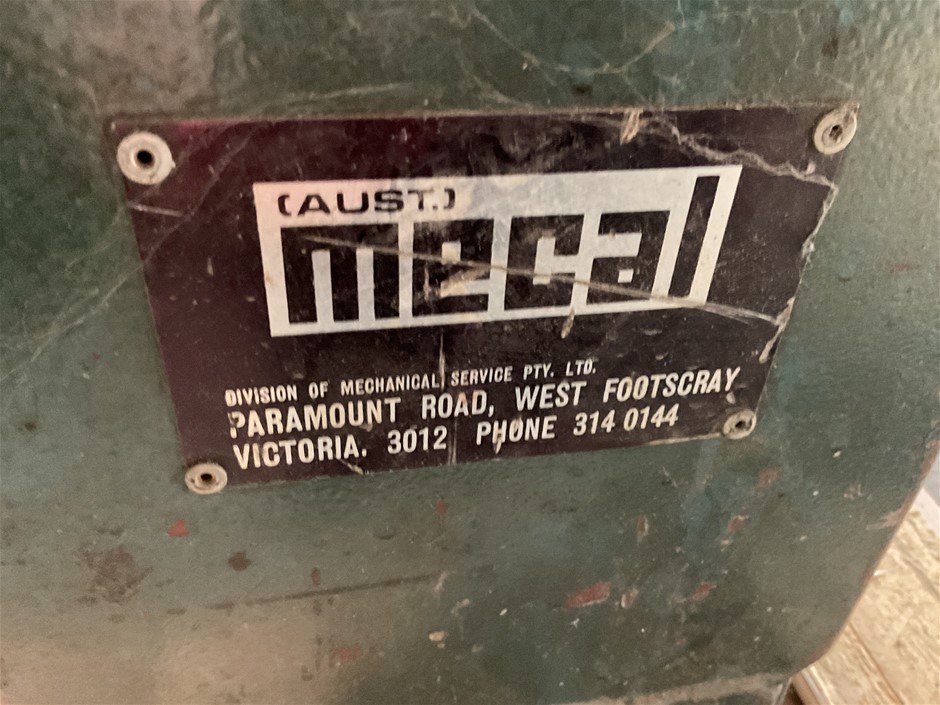 (AUST.)
mecal
DIVISION OF MECHANICAL SERVICE PTY. LTD.
PARAMOUNT ROAD, WEST FOOTSCRAY
VICTORIA. 3012 PHONE 314 0144